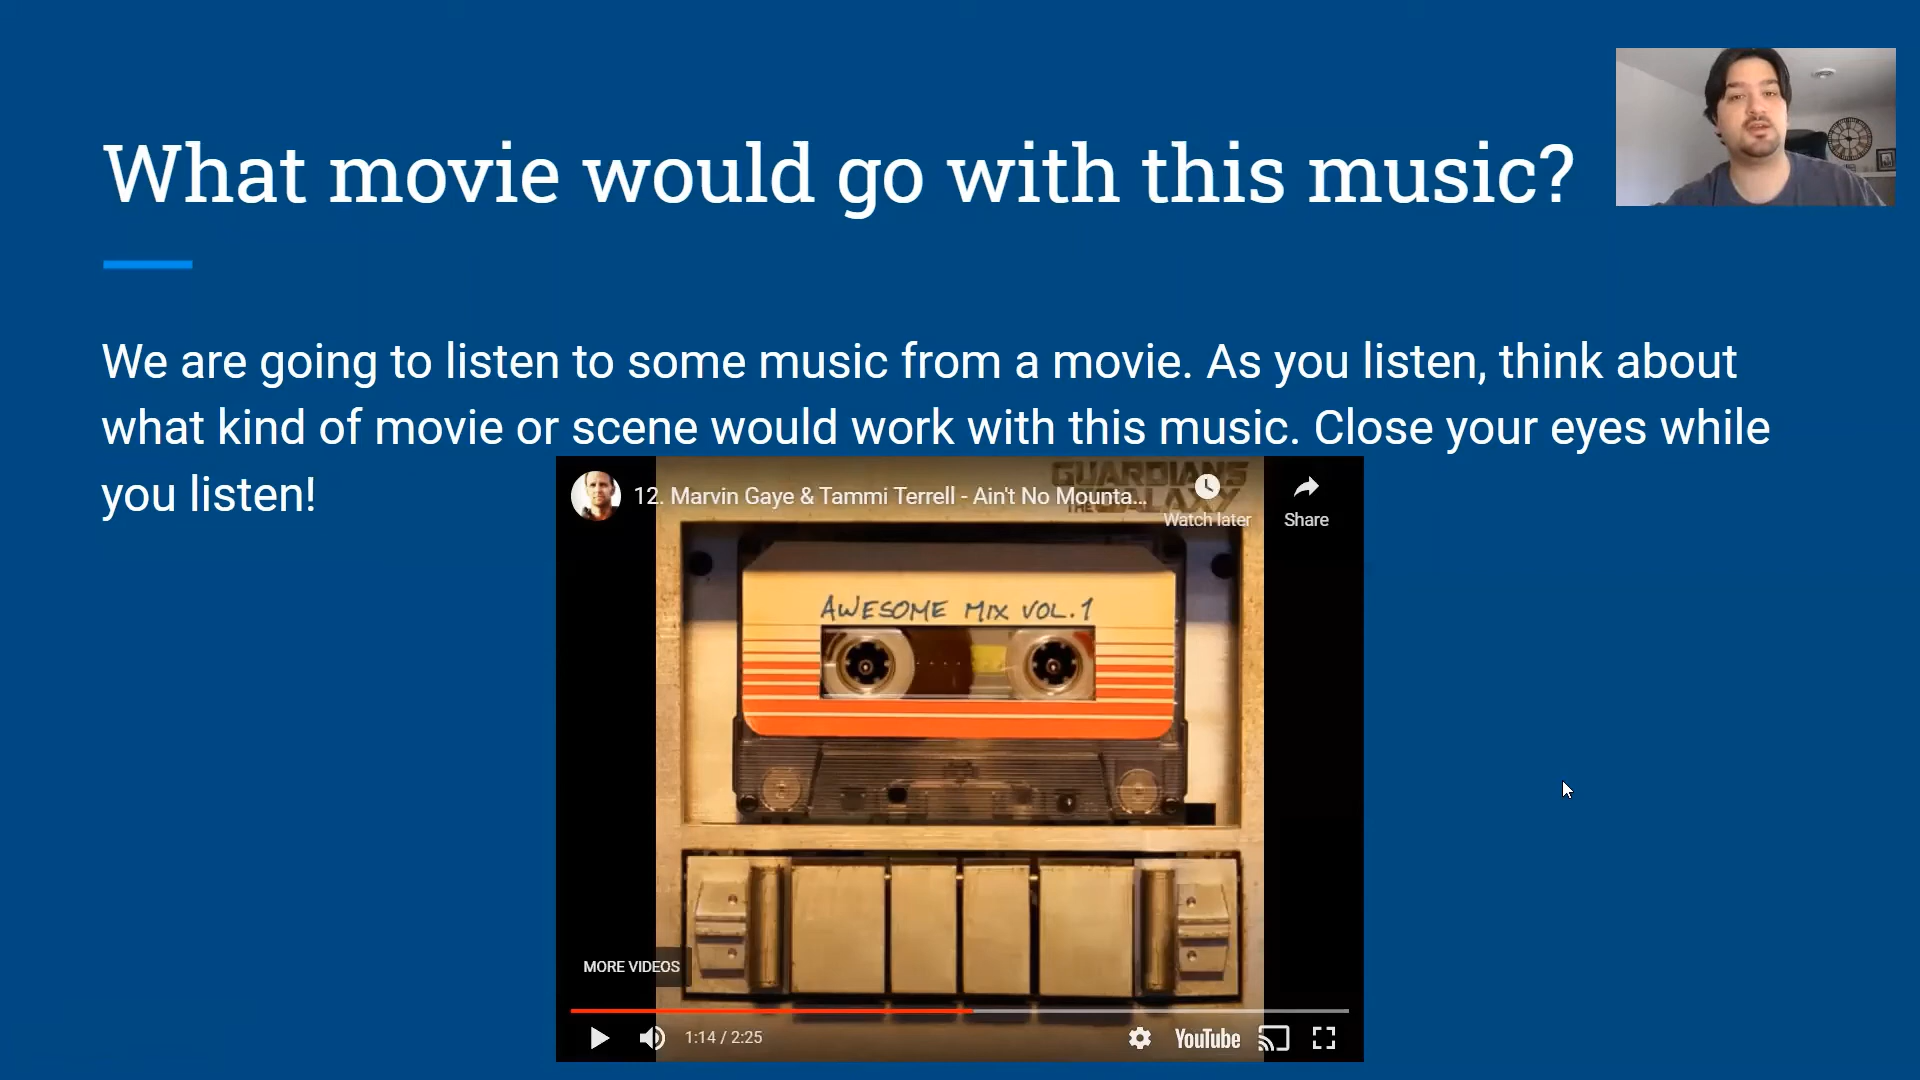 What movie would go with this music?
We are going to listen to some music from a movie. As you listen, think about
what kind of movie or scene would work with this music. Close your eyes while
you listen!
GUARDIANS
THE GALAXY
12. Marvin Gaye & Tammi Terrell - Ain't No Mounta...
Watch later
Share
AWESOME MIX VOL.1
MORE VIDEOS
1:14 / 2:25
YouTube